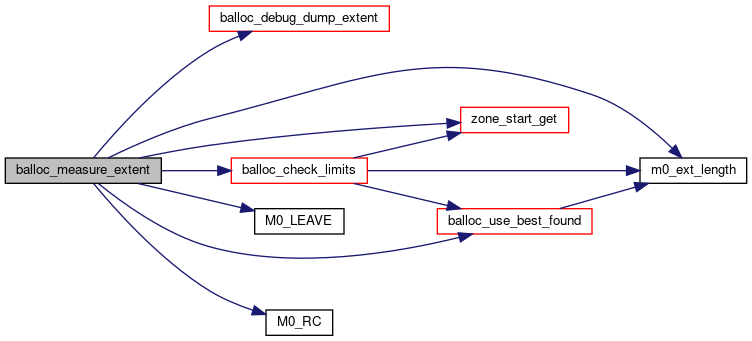 balloc_debug_dump_extent
zone_start_get
balloc_measure_extent
balloc_check_limits
m0_ext_length
M0_LEAVE
balloc_use_best_found
M0_RC